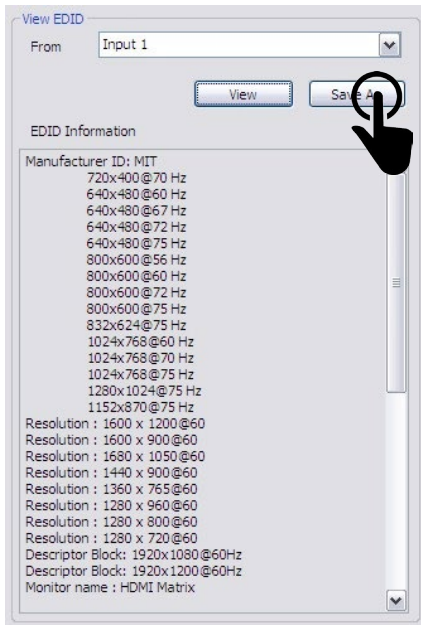 View EDID
From Input 1
View Save A
EDID Information
Manufacturer ID: MIT
720x400@70 Hz
640x480@60 Hz
640x480@67 Hz
640x480@72 Hz
640x480@75 Hz
800x600@56 Hz
800x600@60 Hz
800x600@72 Hz
800x600@75 Hz
832x624@75 Hz
1024x768@60 Hz
1024x768@70 Hz
1024x768@75 Hz
1280x1024@75 Hz
1152x870@75 Hz
Resolution : 1600 x 1200@60
Resolution : 1600 x 900@60
Resolution : 1680 x 1050@60
Resolution : 1440 x 900@60
Resolution : 1360 x 765@60
Resolution : 1280 x 960@60
Resolution : 1280 x 800@60
Resolution : 1280 x 720@60
Descriptor Block: 1920x1080@60Hz
Descriptor Block: 1920x1200@60Hz
Monitor name : HDMI Matrix